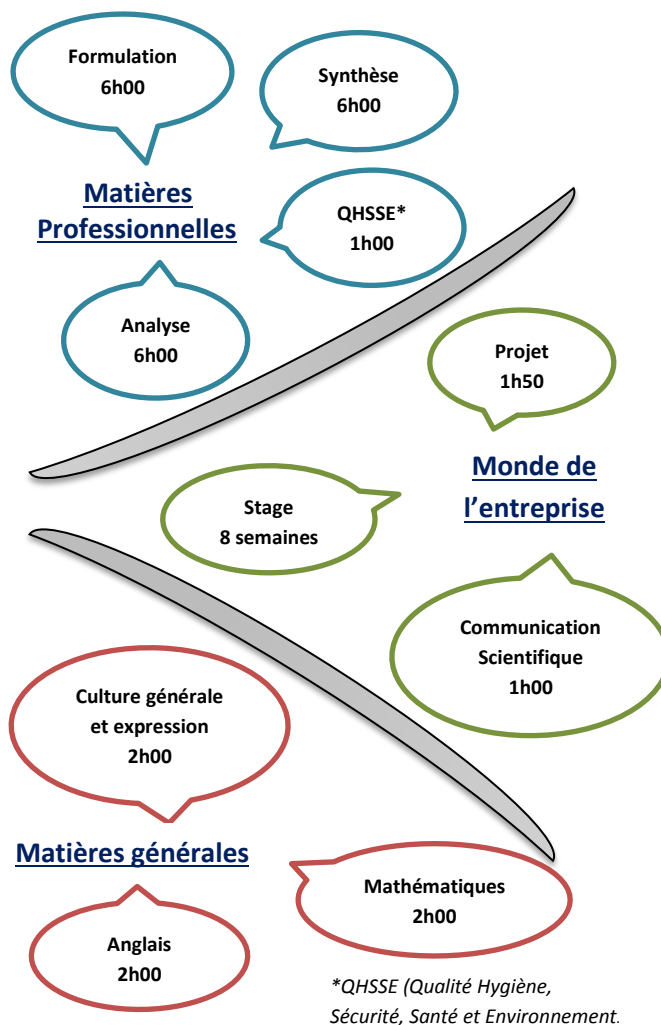 Formulation
6h00
Synthèse
6h00
Matières
Professionnelles
QHSSE*
1h00
Analyse
6h00
Projet
1h50
Monde de
l’entreprise
Stage
8 semaines
Communication
Scientifique
1h00
Culture générale
et expression
2h00
Matières générales
Mathématiques
2h00
Anglais
2h00
*QHSSE (Qualité Hygiène,
Sécurité, Santé et Environnement.